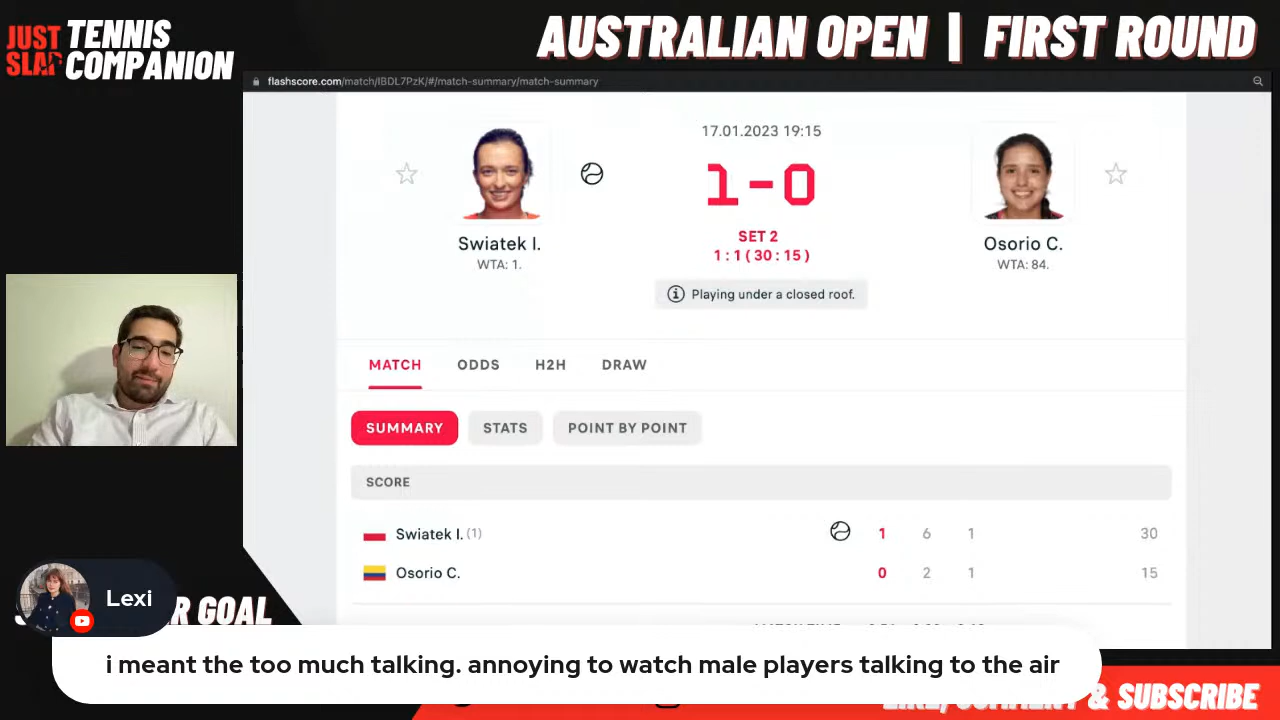 JUST TENNIS
SLAP COMPANION
AUSTRALIAN OPEN | FIRST ROUND
flashscore.com/match/IBDL7PzK/#/match-summary/match-summary
17.01.2023 19:15
1-0
Swiatek I.
WTA: 1.
SET 2
1 : 1 ( 30 : 15 )
Osorio C.
WTA: 84.
Playing under a closed roof.
MATCH ODDS H2H DRAW
SUMMARY STATS POINT BY POINT
SCORE
Swiatek I. (1) 1 6 1 30
Osorio C. 0 2 1 15
Lexi
GOAL
i meant the too much talking. annoying to watch male players talking to the air
& SUBSCRIBE